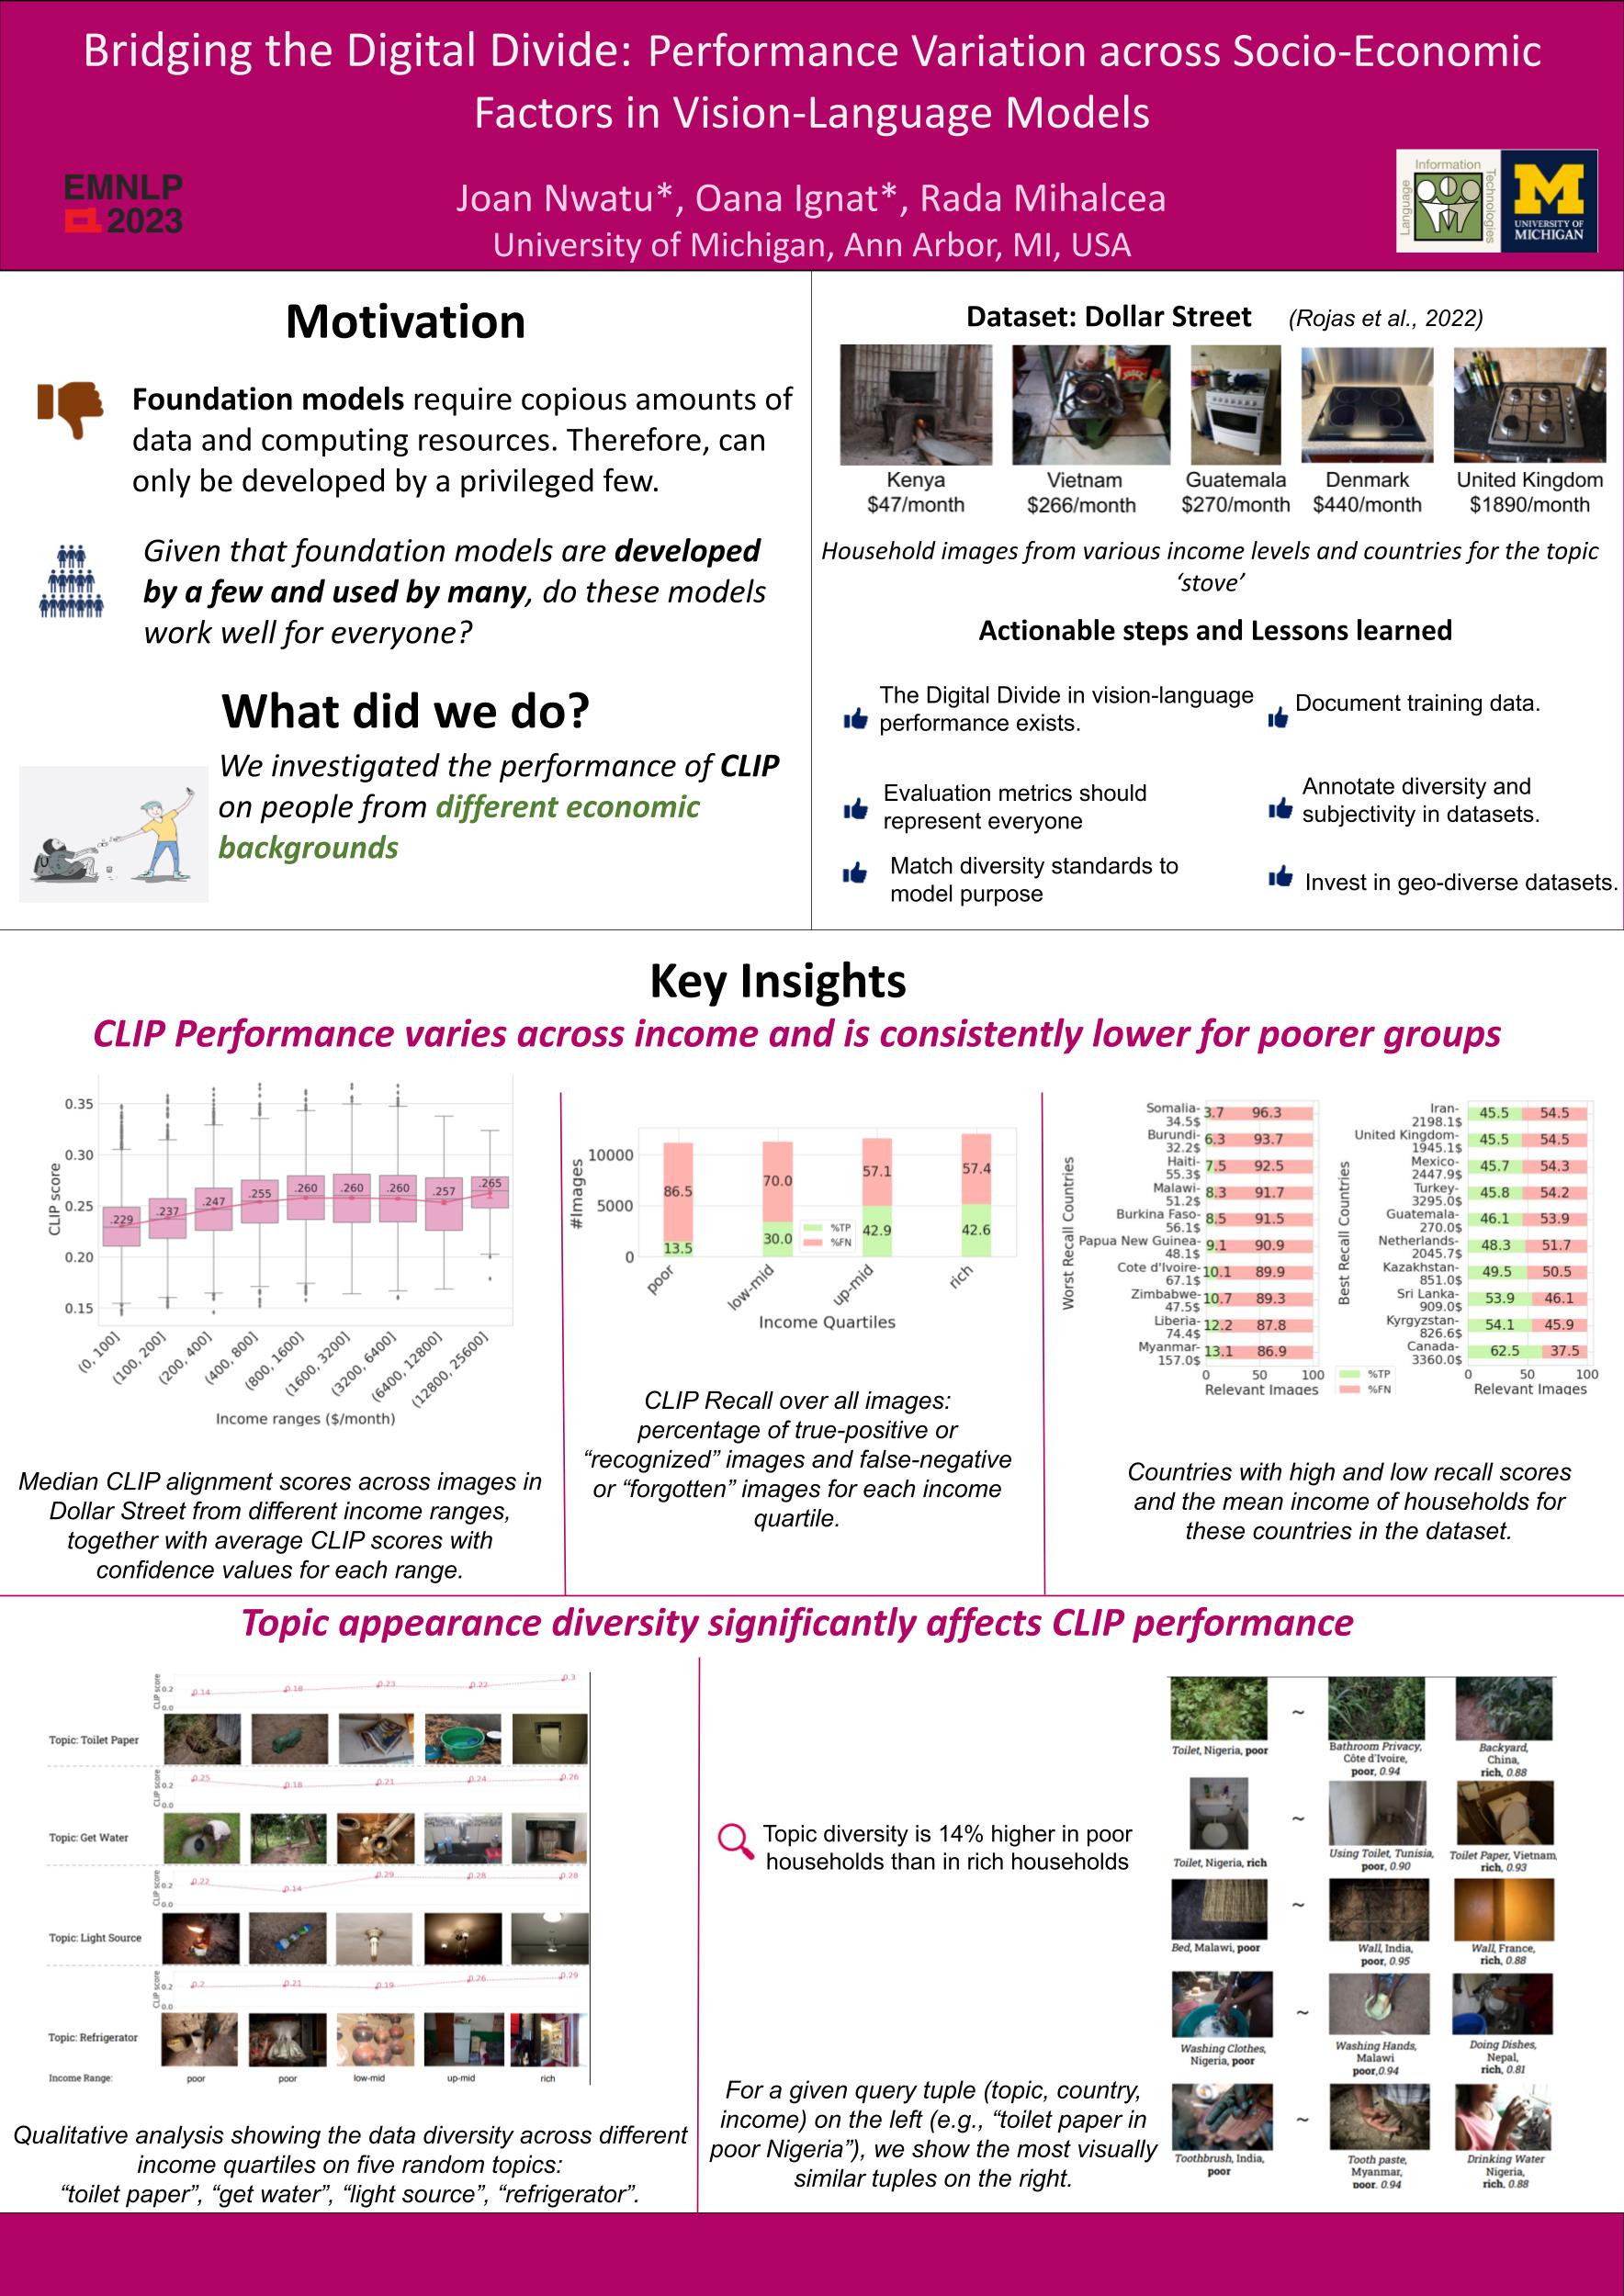 Bridging the Digital Divide: Performance Variation across Socio-Economic
Factors in Vision-Language Models
EMNLP
2023
Joan Nwatu*, Oana Ignat*, Rada Mihalcea
University of Michigan, Ann Arbor, MI, USA
Language
Information
Technologies
M
UNIVERSITY OF
MICHIGAN
Motivation
Foundation models require copious amounts of
data and computing resources. Therefore, can
only be developed by a privileged few.
Given that foundation models are developed
by a few and used by many, do these models
work well for everyone?
What did we do?
We investigated the performance of CLIP
on people from different economic
backgrounds
Dataset: Dollar Street (Rojas et al., 2022)
Kenya
$47/month
Vietnam
$266/month
Guatemala
$270/month
Denmark
$440/month
United Kingdom
$1890/month
Household images from various income levels and countries for the topic
‘stove’
Actionable steps and Lessons learned
The Digital Divide in vision-language
performance exists.
Document training data.
Evaluation metrics should
represent everyone
Annotate diversity and
subjectivity in datasets.
Match diversity standards to
model purpose
Invest in geo-diverse datasets.
Key Insights
CLIP Performance varies across income and is consistently lower for poorer groups
CLIP score
0.35
0.30
0.25
0.20
0.15
.229
.237
.247
.255
.260
.260
.260
.257
.265
(0, 100]
(100, 200]
(200, 400]
(400, 800]
(800, 1600]
(1600, 3200]
(3200, 6400]
(6400, 12800]
(12800, 25600]
Income ranges ($/month)
Median CLIP alignment scores across images in
Dollar Street from different income ranges,
together with average CLIP scores with
confidence values for each range.
#Images
10000
5000
0
86.5
13.5
70.0
30.0
57.1
42.9
57.4
42.6
%TP
%FN
poor
low-mid
up-mid
rich
Income Quartiles
CLIP Recall over all images:
percentage of true-positive or
“recognized” images and false-negative
or “forgotten” images for each income
quartile.
Worst Recall Countries
Somalia-
34.5$
3.7 96.3
Burundi-
32.2$
6.3 93.7
Haiti-
55.3$
7.5 92.5
Malawi-
51.2$
8.3 91.7
Burkina Faso-
56.1$
8.5 91.5
Papua New Guinea-
48.1$
9.1 90.9
Cote d'Ivoire-
67.1$
10.1 89.9
Zimbabwe-
47.5$
10.7 89.3
Liberia-
74.4$
12.2 87.8
Myanmar-
157.0$
13.1 86.9
0 50 100
Relevant Images
%TP
%FN
Best Recall Countries
Iran-
2198.1$
45.5 54.5
United Kingdom-
1945.1$
45.5 54.5
Mexico-
2447.9$
45.7 54.3
Turkey-
3295.0$
45.8 54.2
Guatemala-
270.0$
46.1 53.9
Netherlands-
2045.7$
48.3 51.7
Kazakhstan-
851.0$
49.5 50.5
Sri Lanka-
909.0$
53.9 46.1
Kyrgyzstan-
826.6$
54.1 45.9
Canada-
3360.0$
62.5 37.5
0 50 100
Relevant Images
Countries with high and low recall scores
and the mean income of households for
these countries in the dataset.
Topic appearance diversity significantly affects CLIP performance
CLIP score
0.2
0.0
0.14 0.18 0.23 0.22 0.3
Topic: Toilet Paper
CLIP score
0.2
0.0
0.25 0.18 0.21 0.24 0.26
Topic: Get Water
CLIP score
0.2
0.0
0.22 0.14 0.29 0.28 0.28
Topic: Light Source
CLIP score
0.2
0.0
0.2 0.21 0.19 0.26 0.29
Topic: Refrigerator
Income Range: poor poor low-mid up-mid rich
Qualitative analysis showing the data diversity across different
income quartiles on five random topics:
“toilet paper”, “get water”, “light source”, “refrigerator”.
Topic diversity is 14% higher in poor
households than in rich households
For a given query tuple (topic, country,
income) on the left (e.g., “toilet paper in
poor Nigeria”), we show the most visually
similar tuples on the right.
Toilet, Nigeria, poor
~
Bathroom Privacy,
Côte d'Ivoire,
poor, 0.94
Backyard,
China,
rich, 0.88
Toilet, Nigeria, rich
~
Using Toilet, Tunisia,
poor, 0.90
Toilet Paper, Vietnam,
rich, 0.93
Bed, Malawi, poor
~
Wall, India,
poor, 0.95
Wall, France,
rich, 0.88
Washing Clothes,
Nigeria, poor
~
Washing Hands,
Malawi
poor,0.94
Doing Dishes,
Nepal,
rich, 0.81
Toothbrush, India,
poor
~
Tooth paste,
Myanmar,
poor, 0.94
Drinking Water
Nigeria,
rich, 0.88